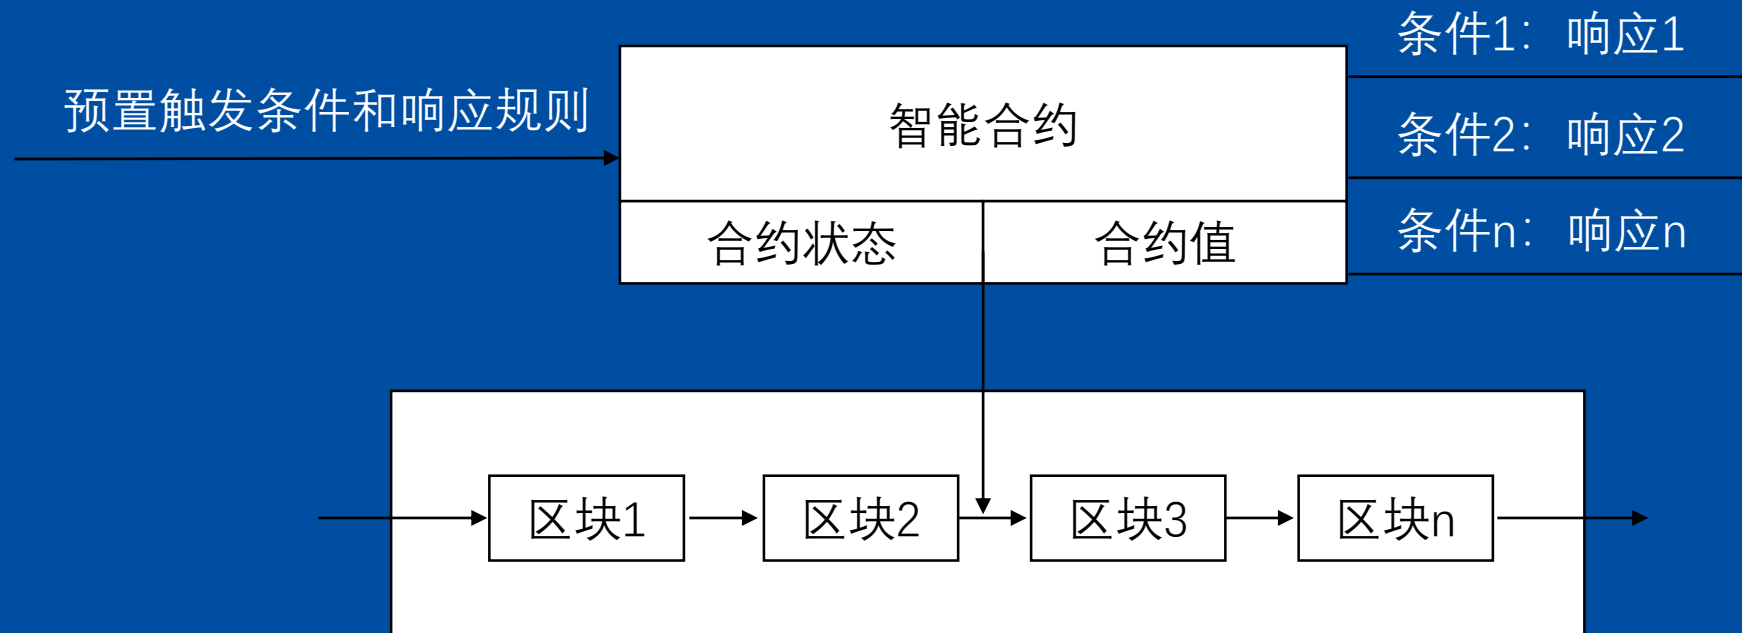 预置触发条件和响应规则
智能合约
合约状态
合约值
条件1：响应1
条件2：响应2
条件n：响应n
区块1
区块2
区块3
区块n